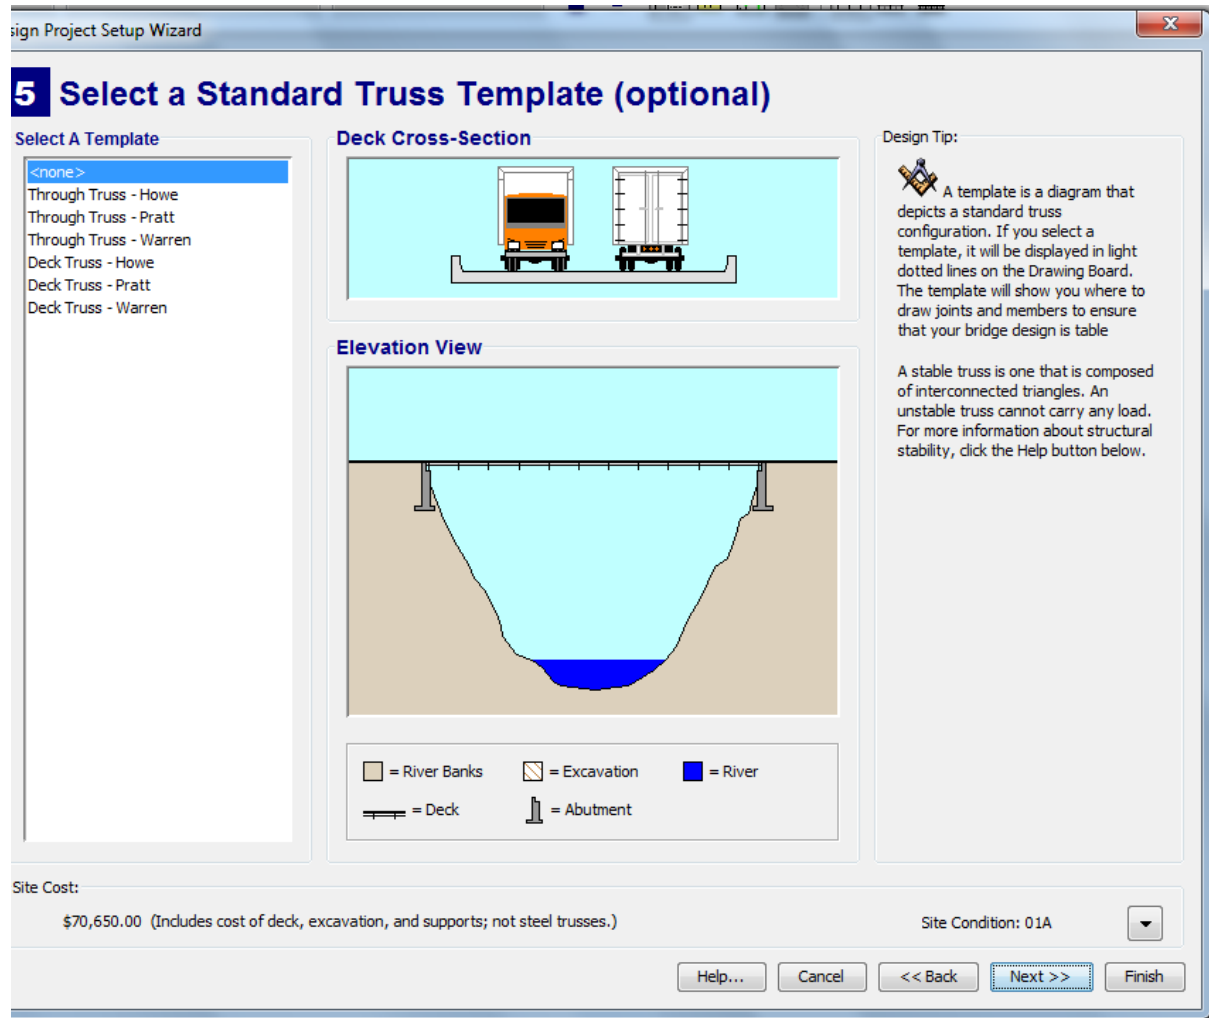 sign Project Setup Wizard
5 Select a Standard Truss Template (optional)
Select A Template
<none>
Through Truss - Howe
Through Truss - Pratt
Through Truss - Warren
Deck Truss - Howe
Deck Truss - Pratt
Deck Truss - Warren
Deck Cross-Section
Elevation View
= River Banks
= Excavation
= River
= Deck
= Abutment
Design Tip:
A template is a diagram that
depicts a standard truss
configuration. If you select a
template, it will be displayed in light
dotted lines on the Drawing Board.
The template will show you where to
draw joints and members to ensure
that your bridge design is table
A stable truss is one that is composed
of interconnected triangles. An
unstable truss cannot carry any load.
For more information about structural
stability, click the Help button below.
Site Cost:
$70,650.00 (Includes cost of deck, excavation, and supports; not steel trusses.)
Site Condition: 01A
Help...
Cancel
<< Back
Next >>
Finish